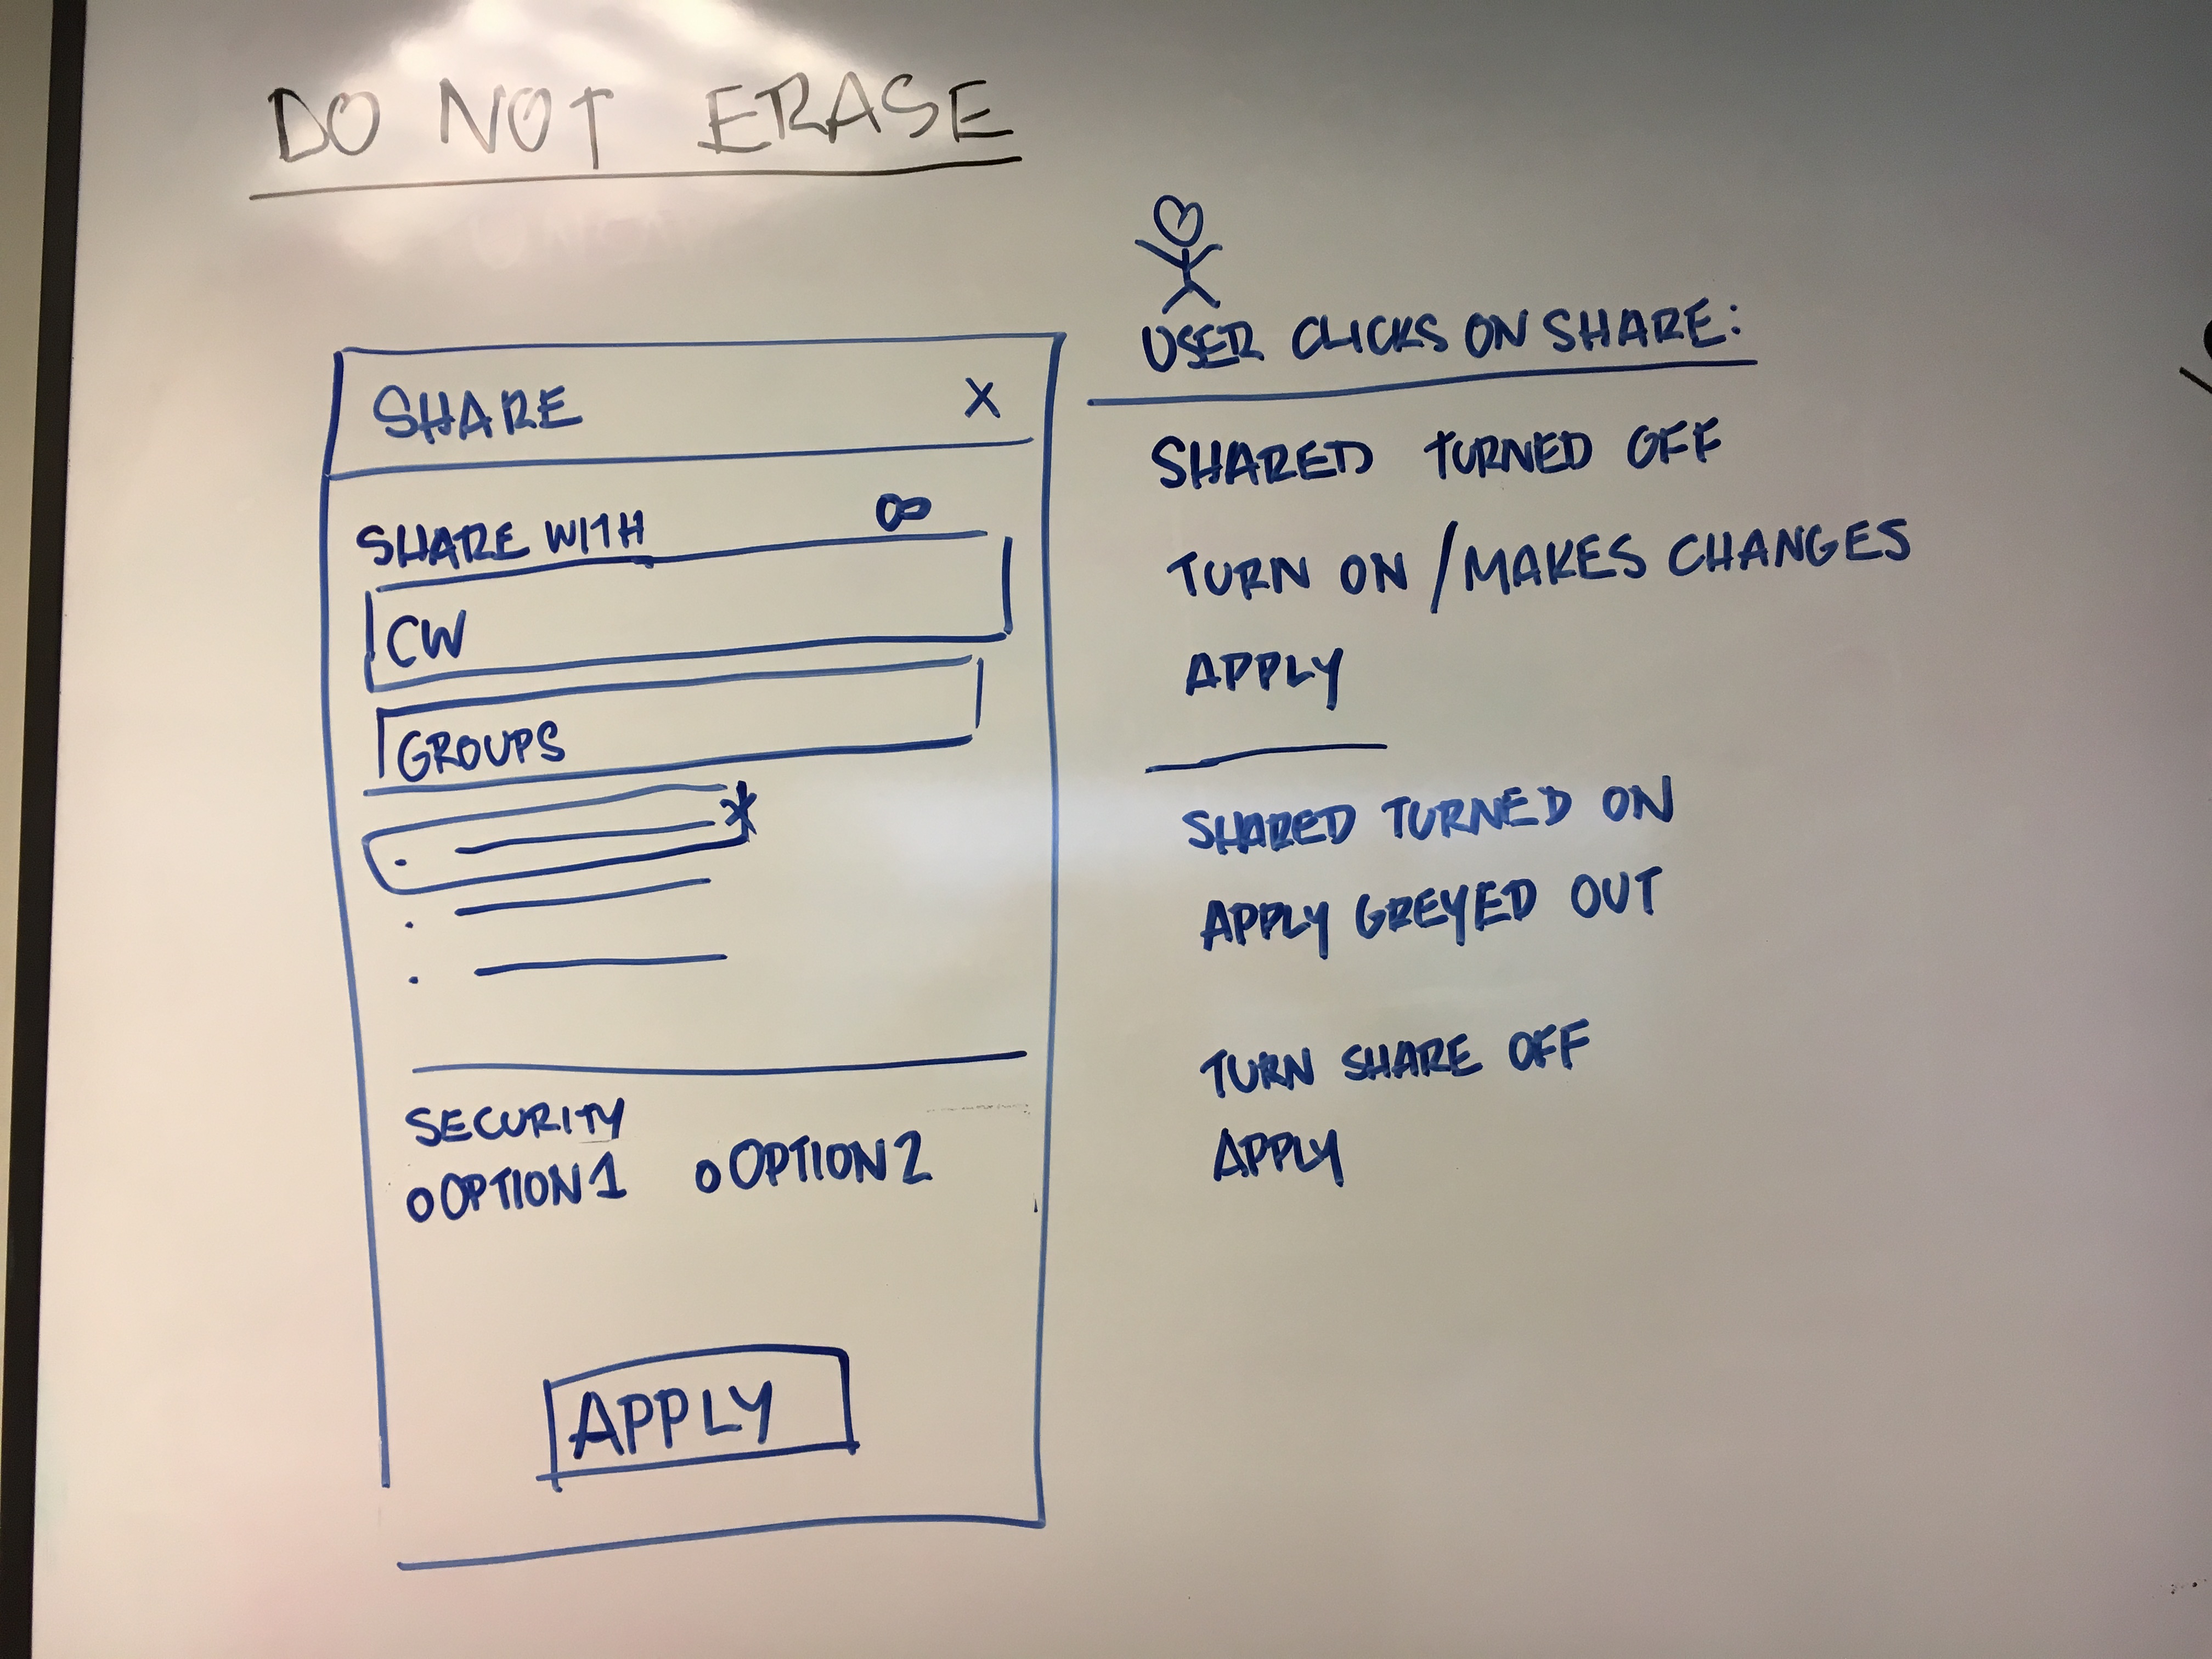 DO NOT ERASE
SHARE X
SHARE WITH
CW
GROUPS
SECURITY
OPTION 1 OPTION 2
APPLY
USER CLICKS ON SHARE:
SHARED TURNED OFF
TURN ON / MAKES CHANGES
APPLY
SHARED TURNED ON
APPLY GREYED OUT
TURN SHARE OFF
APPLY